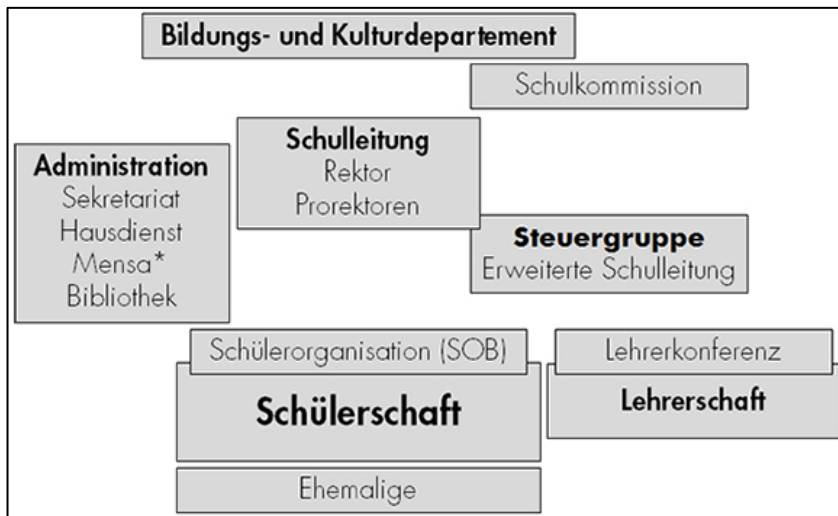 Bildungs- und Kulturdepartement
Schulkommission
Schulleitung
Rektor
Prorektoren
Administration
Sekretariat
Hausdienst
Mensa*
Bibliothek
Steuergruppe
Erweiterte Schulleitung
Schülerorganisation (SOB)
Schülerschaft
Ehemalige
Lehrerkonferenz
Lehrerschaft